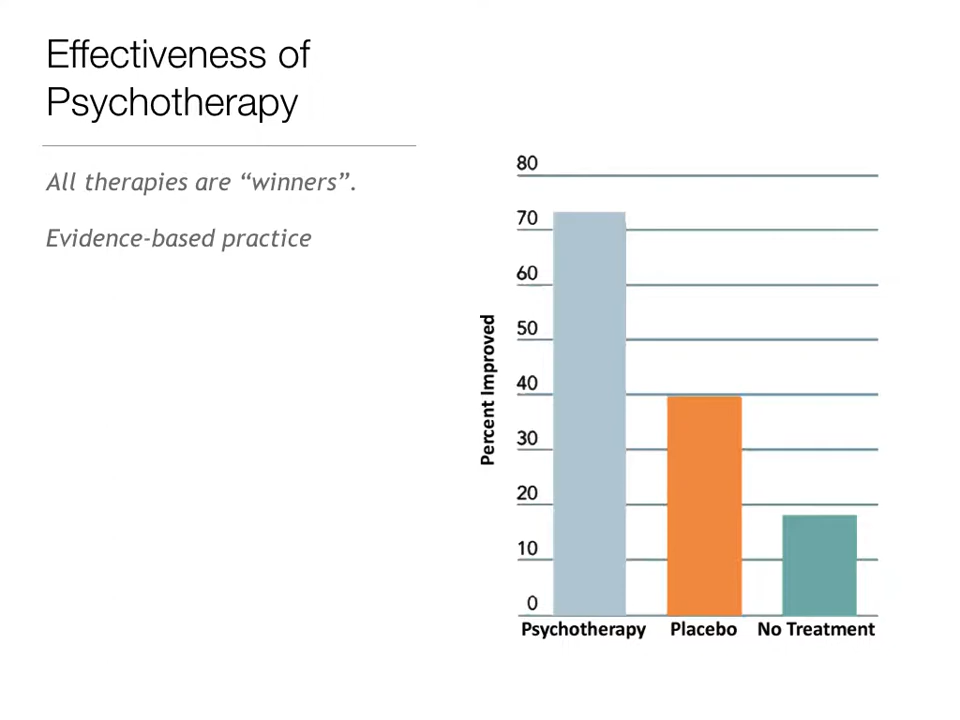 Effectiveness of
Psychotherapy
All therapies are “winners”.
Evidence-based practice
80
70
60
50
40
30
20
10
0
Percent Improved
Psychotherapy Placebo No Treatment